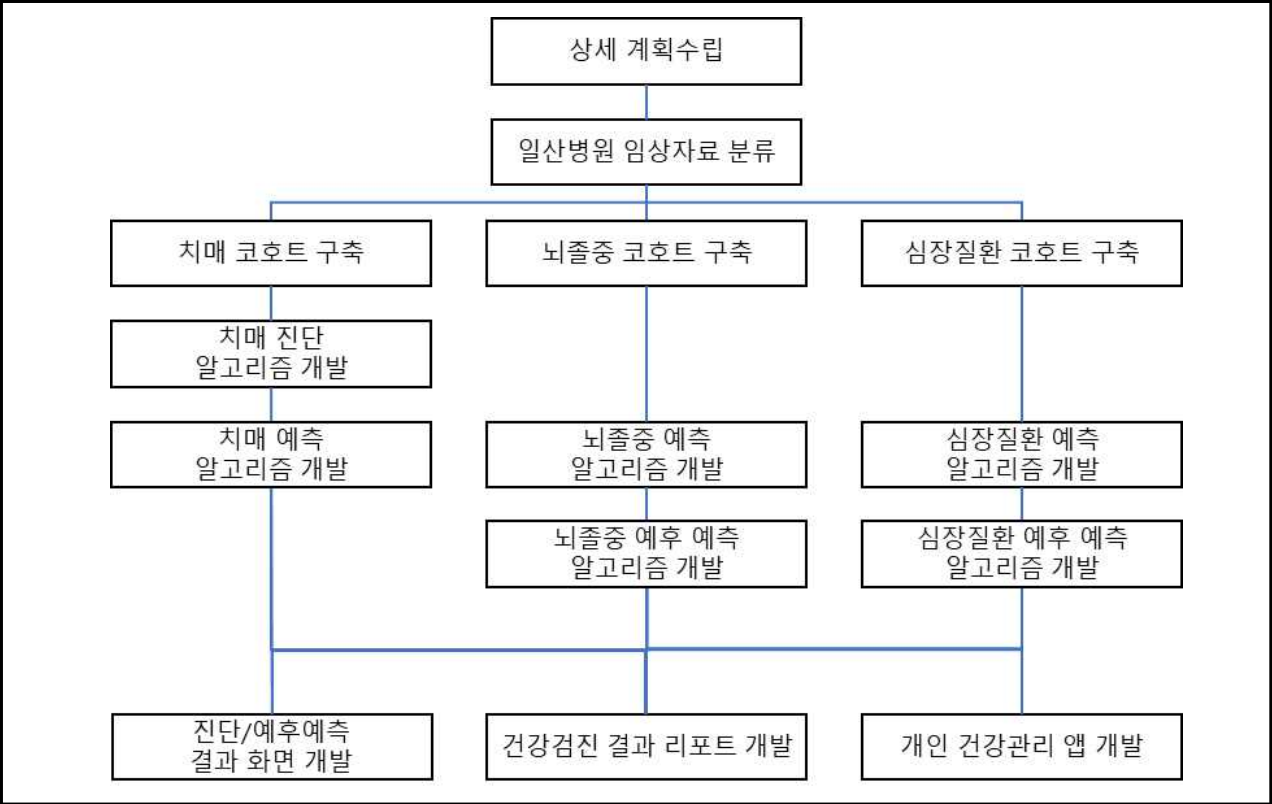 상세 계획수립
일산병원 임상자료 분류
치매 코호트 구축
뇌졸중 코호트 구축
심장질환 코호트 구축
치매 진단
알고리즘 개발
치매 예측
알고리즘 개발
뇌졸중 예측
알고리즘 개발
심장질환 예측
알고리즘 개발
뇌졸중 예후 예측
알고리즘 개발
심장질환 예후 예측
알고리즘 개발
진단/예후예측
결과 화면 개발
건강검진 결과 리포트 개발
개인 건강관리 앱 개발